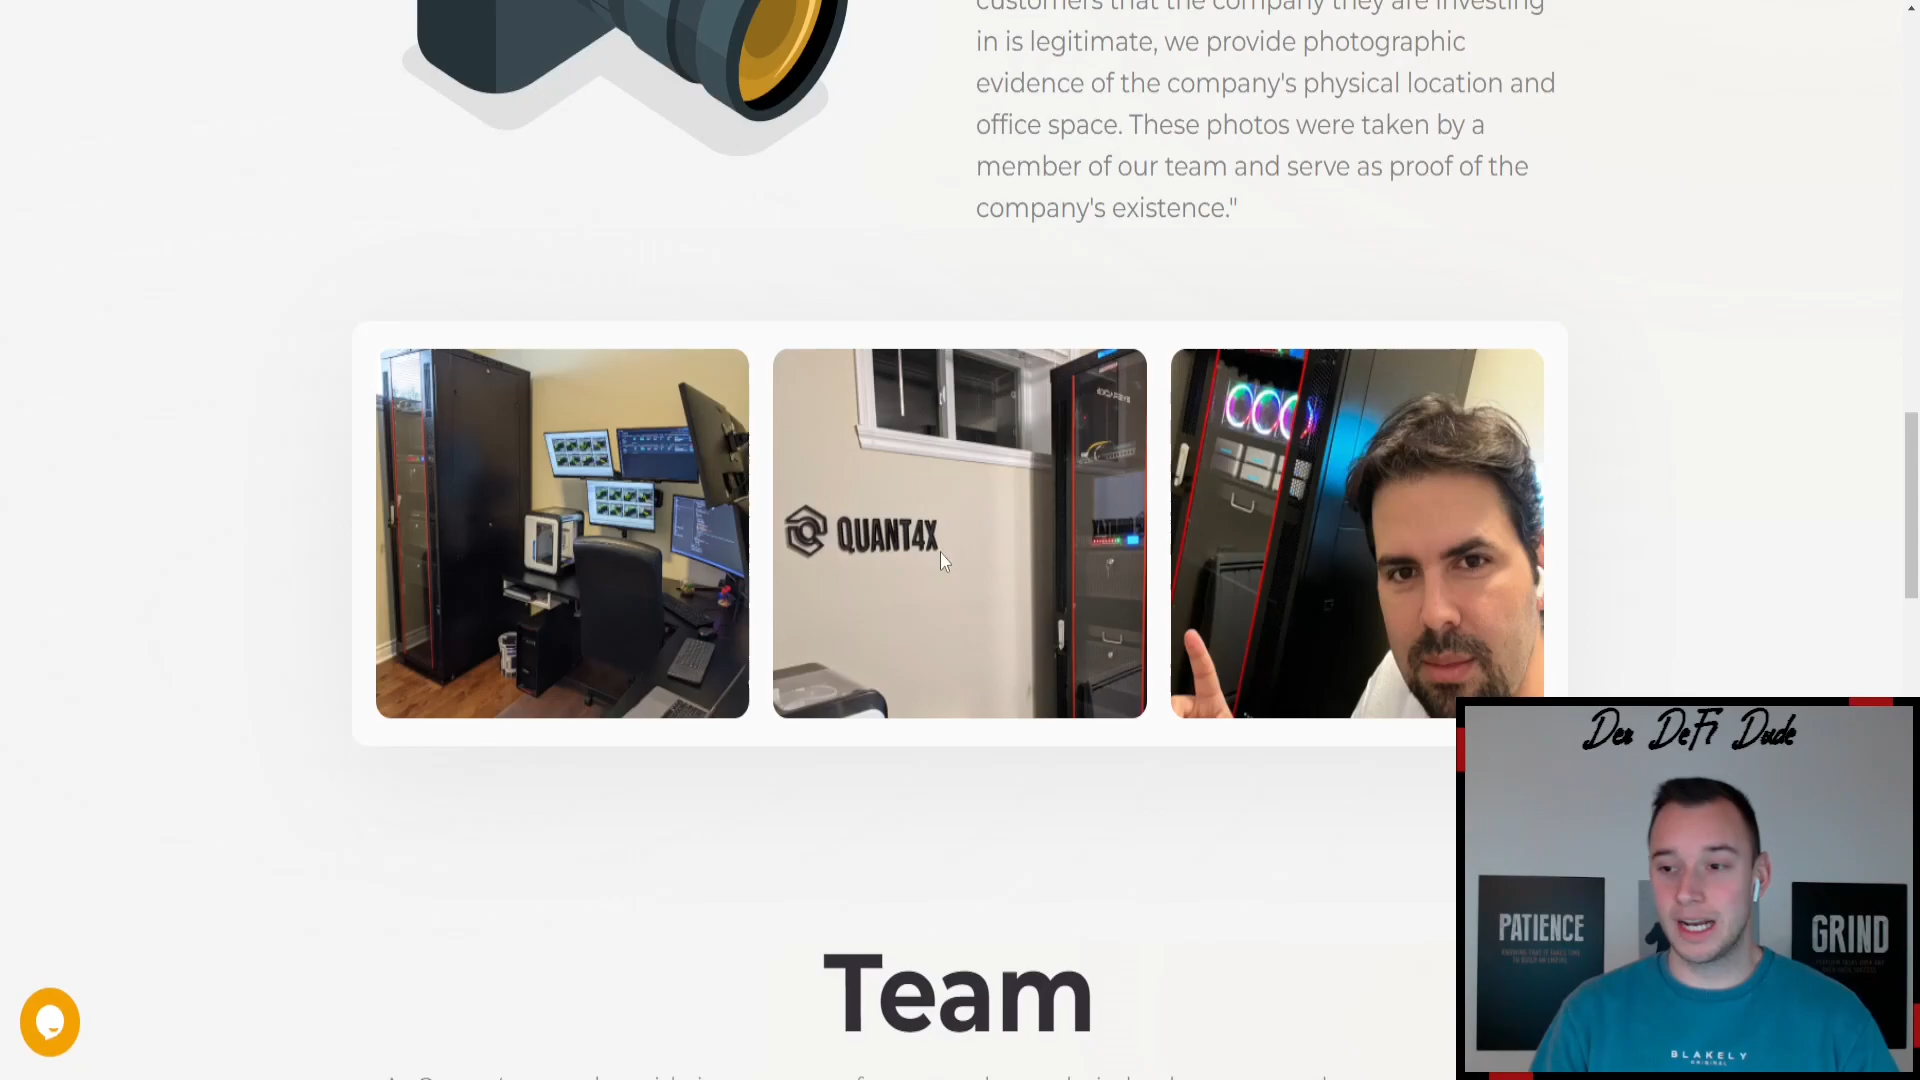 customers that the company they are investing
in is legitimate, we provide photographic
evidence of the company's physical location and
office space. These photos were taken by a
member of our team and serve as proof of the
company's existence."
QUANT4X
Der DeFi Dude
PATIENCE
GRIND
BLAKELY
Team